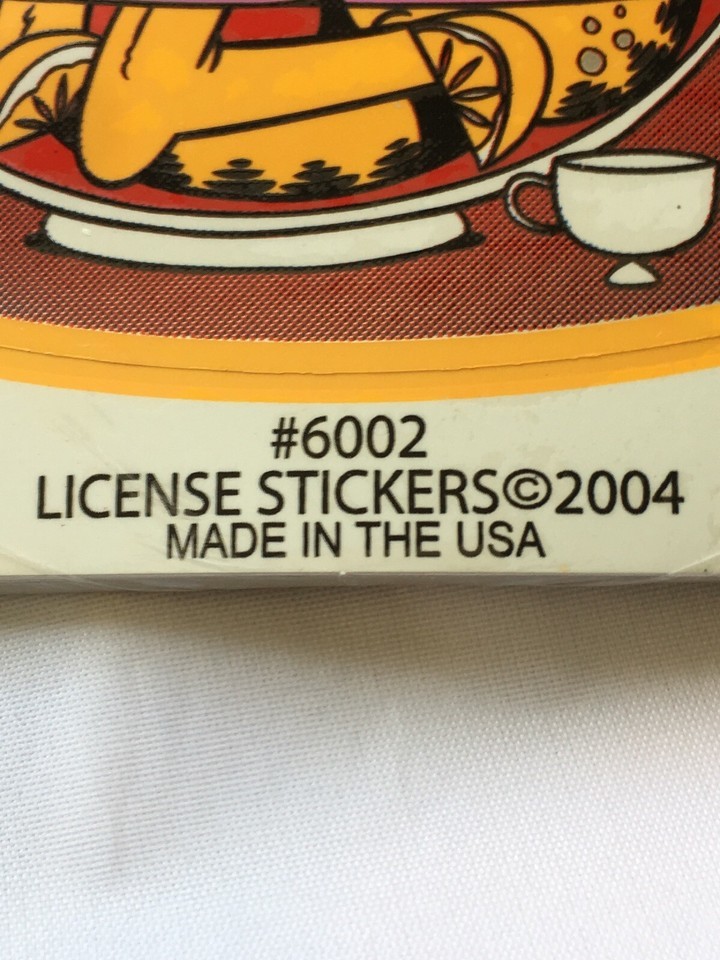 #6002
LICENSE STICKERS©2004
MADE IN THE USA